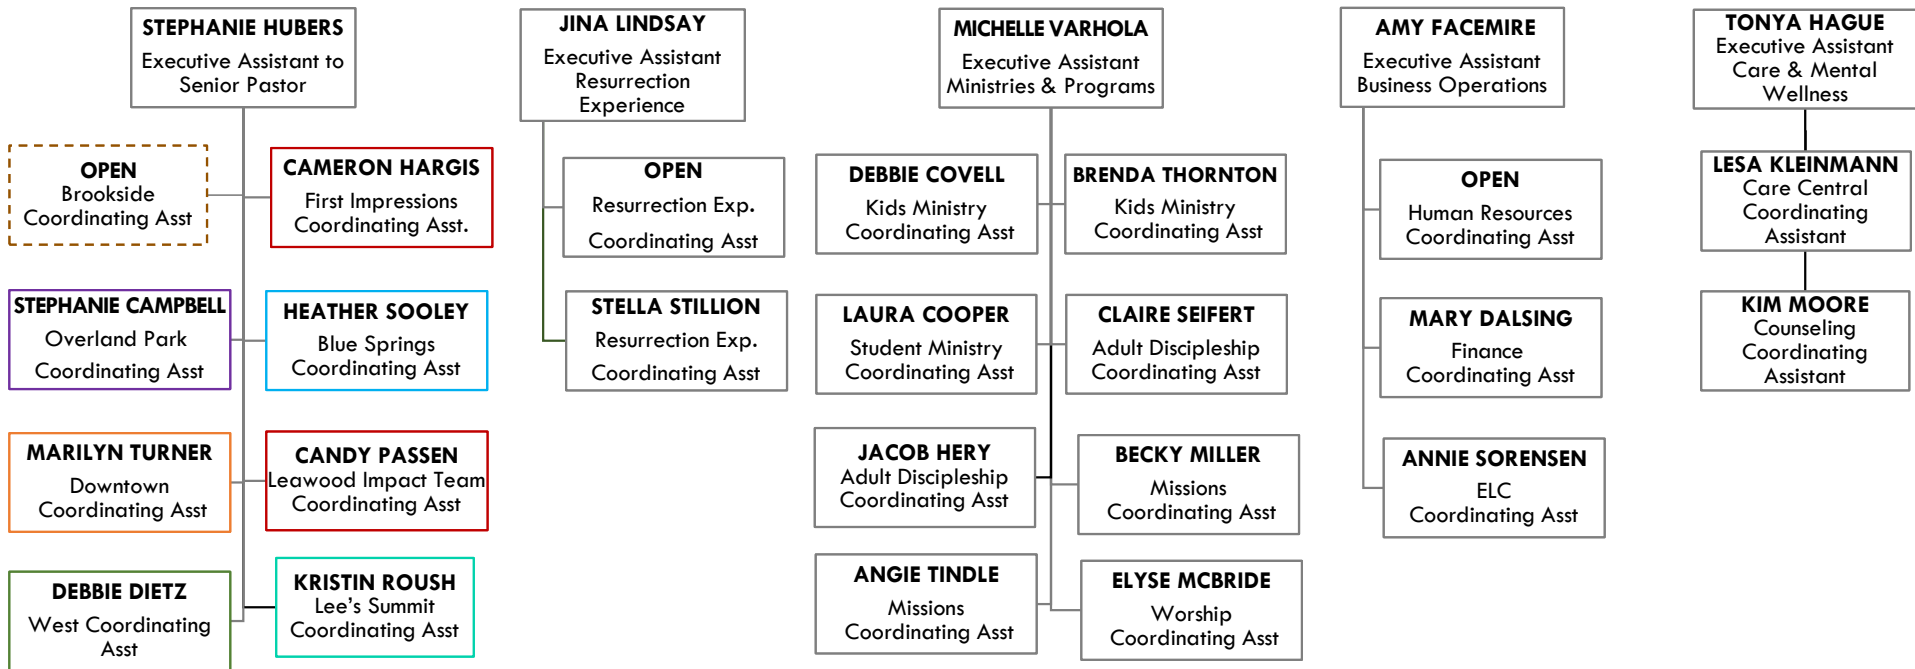 STEPHANIE HUBERS
Executive Assistant to
Senior Pastor
OPEN
Brookside
Coordinating Asst
CAMERON HARGIS
First Impressions
Coordinating Asst.
STEPHANIE CAMPBELL
Overland Park
Coordinating Asst
HEATHER SOOLEY
Blue Springs
Coordinating Asst
MARILYN TURNER
Downtown
Coordinating Asst
CANDY PASSEN
Leawood Impact Team
Coordinating Asst
DEBBIE DIETZ
West Coordinating
Asst
KRISTIN ROUSH
Lee's Summit
Coordinating Asst
JINA LINDSAY
Executive Assistant
Resurrection
Experience
OPEN
Resurrection Exp.
Coordinating Asst
STELLA STILLION
Resurrection Exp.
Coordinating Asst
MICHELLE VARHOLA
Executive Assistant
Ministries & Programs
DEBBIE COVELL
Kids Ministry
Coordinating Asst
BRENDA THORNTON
Kids Ministry
Coordinating Asst
LAURA COOPER
Student Ministry
Coordinating Asst
CLAIRE SEIFERT
Adult Discipleship
Coordinating Asst
JACOB HERY
Adult Discipleship
Coordinating Asst
BECKY MILLER
Missions
Coordinating Asst
ANGIE TINDLE
Missions
Coordinating Asst
ELYSE MCBRIDE
Worship
Coordinating Asst
AMY FACEMIRE
Executive Assistant
Business Operations
OPEN
Human Resources
Coordinating Asst
MARY DALSING
Finance
Coordinating Asst
ANNIE SORENSEN
ELC
Coordinating Asst
TONYA HAGUE
Executive Assistant
Care & Mental
Wellness
LESA KLEINMANN
Care Central
Coordinating
Assistant
KIM MOORE
Counseling
Coordinating
Assistant